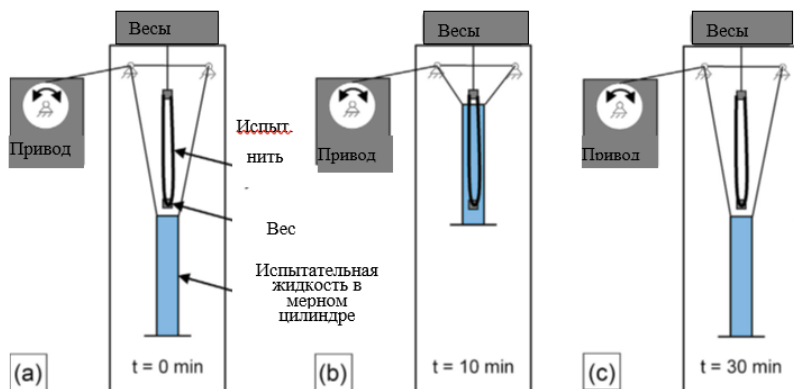 Весы
Привод
Испыт.
нить
Вес
Испытательная
жидкость в
мерном
цилиндре
(a)
t = 0 min
Весы
Привод
(b)
t = 10 min
Весы
Привод
(c)
t = 30 min